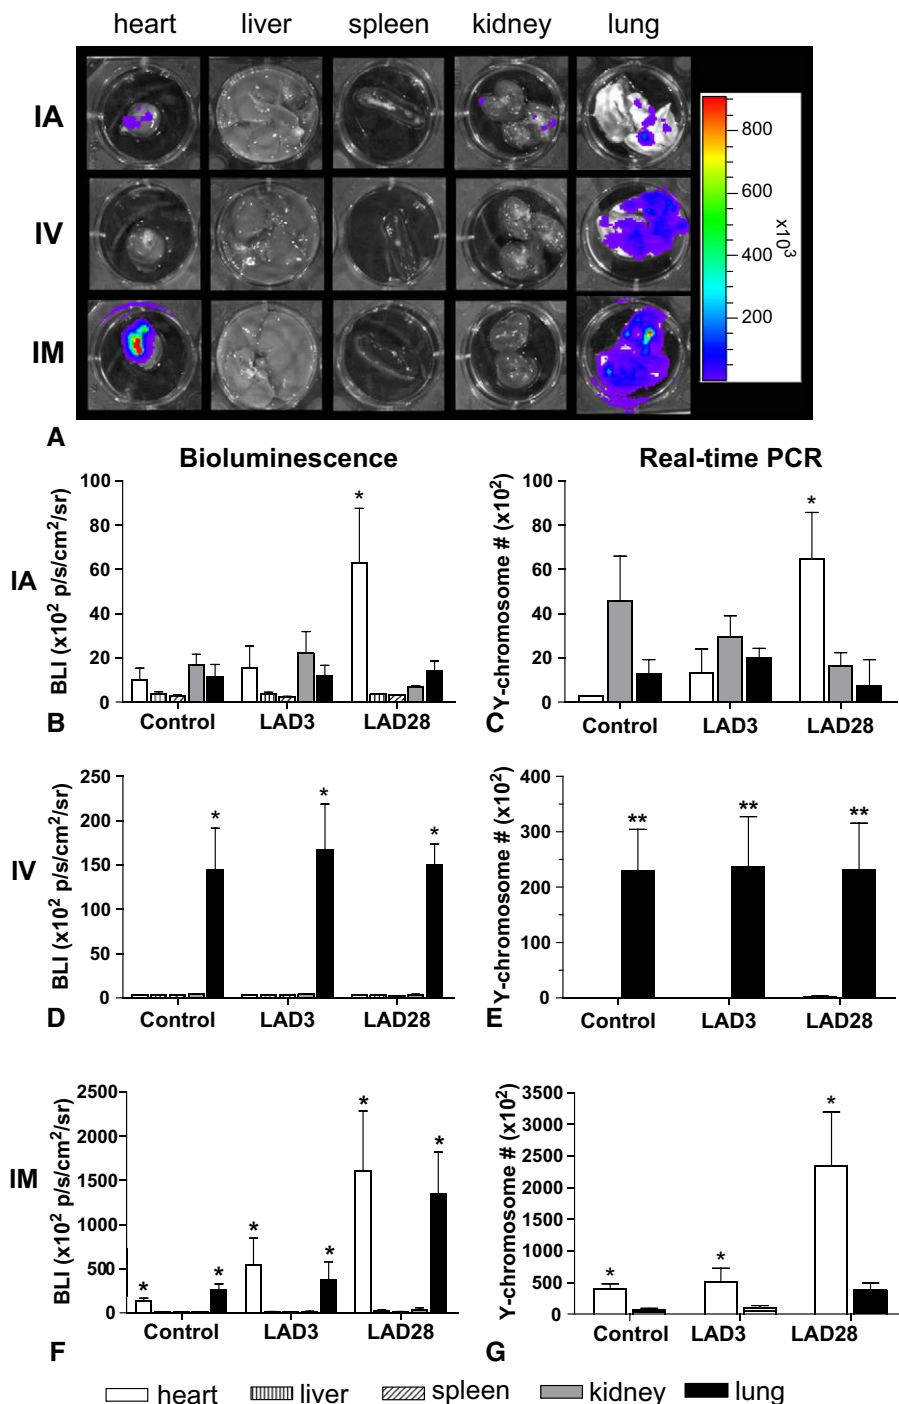 heart liver spleen kidney lung
IA
IV
IM
800
600
400
200
x10³
A
Bioluminescence
Real-time PCR
IA
BLI (x10² p/s/cm²/sr)
100
80
60
40
20
0
*
Control LAD3 LAD28
B
Y-chromosome # (x10²)
100
80
60
40
20
0
*
Control LAD3 LAD28
C
IV
BLI (x10² p/s/cm²/sr)
250
200
150
100
50
0
* * *
Control LAD3 LAD28
D
Y-chromosome # (x10²)
400
300
200
100
0
** ** **
Control LAD3 LAD28
E
IM
BLI (x10² p/s/cm²/sr)
2500
2000
1500
1000
500
0
* * * * * *
Control LAD3 LAD28
F
Y-chromosome # (x10²)
3500
3000
2500
2000
1500
1000
500
0
* * *
Control LAD3 LAD28
G
heart liver spleen kidney lung